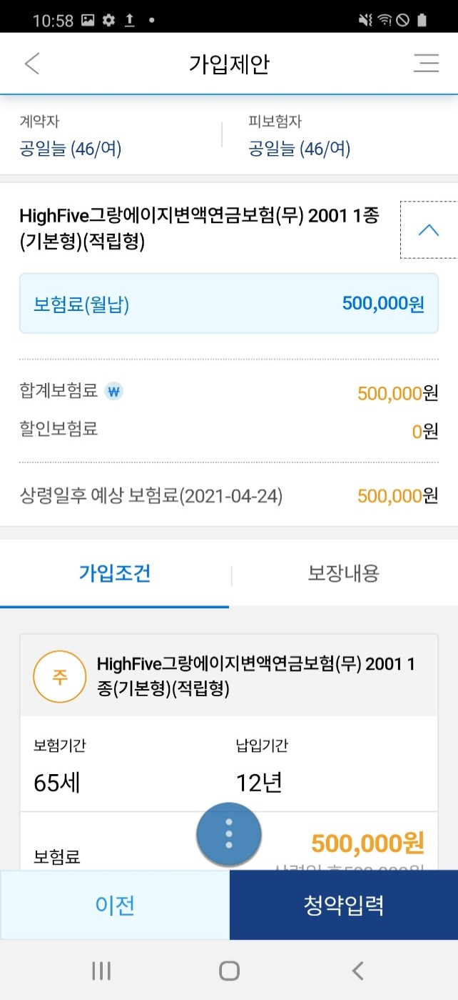 10:58
가입제안
계약자
피보험자
공일늘 (46/여)
공일늘 (46/여)
HighFive그랑에이지변액연금보험(무) 2001 1종
(기본형)(적립형)
보험료(월납)
500,000원
합계보험료 ₩
500,000원
할인보험료
0원
상령일후 예상 보험료(2021-04-24)
500,000원
가입조건
보장내용
주
HighFive그랑에이지변액연금보험(무) 2001 1
종(기본형)(적립형)
보험기간
납입기간
65세
12년
500,000원
보험료
이전
청약입력